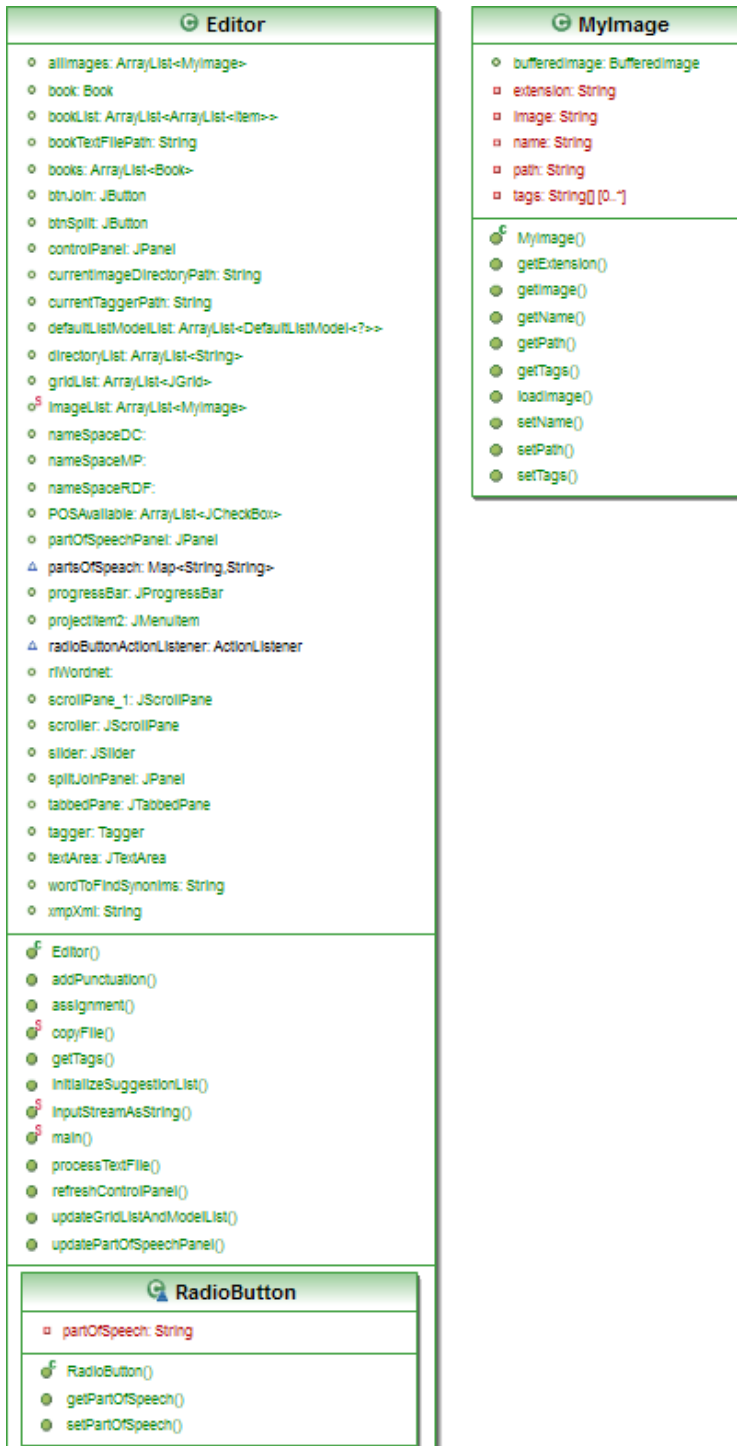 Editor
allImages: ArrayList<MyImage>
book: Book
bookList: ArrayList<ArrayList<Item>>
bookTextFilePath: String
books: ArrayList<Book>
btnJoin: JButton
btnSplit: JButton
controlPanel: JPanel
currentImageDirectoryPath: String
currentTaggerPath: String
defaultListModelList: ArrayList<DefaultListModel<?>>
directoryList: ArrayList<String>
gridList: ArrayList<JGrid>
imageList: ArrayList<MyImage>
nameSpaceDC:
nameSpaceMP:
nameSpaceRDF:
POSAvailable: ArrayList<JCheckBox>
partOfSpeechPanel: JPanel
partsOfSpeach: Map<String,String>
progressBar: JProgressBar
projectItem2: JMenuItem
radioButtonActionListener: ActionListener
riWordnet:
scrollPane_1: JScrollPane
scroller: JScrollPane
slider: JSlider
splitJoinPanel: JPanel
tabbedPane: JTabbedPane
tagger: Tagger
textArea: JTextArea
wordToFindSynonims: String
xmpXml: String
Editor()
addPunctuation()
assignment()
copyFile()
getTags()
initializeSuggestionList()
inputStreamAsString()
main()
processTextFile()
refreshControlPanel()
updateGridListAndModelList()
updatePartOfSpeechPanel()
RadioButton
partOfSpeech: String
RadioButton()
getPartOfSpeech()
setPartOfSpeech()
MyImage
bufferedImage: BufferedImage
extension: String
image: String
name: String
path: String
tags: String[] [0..*]
MyImage()
getExtension()
getImage()
getName()
getPath()
getTags()
loadImage()
setName()
setPath()
setTags()